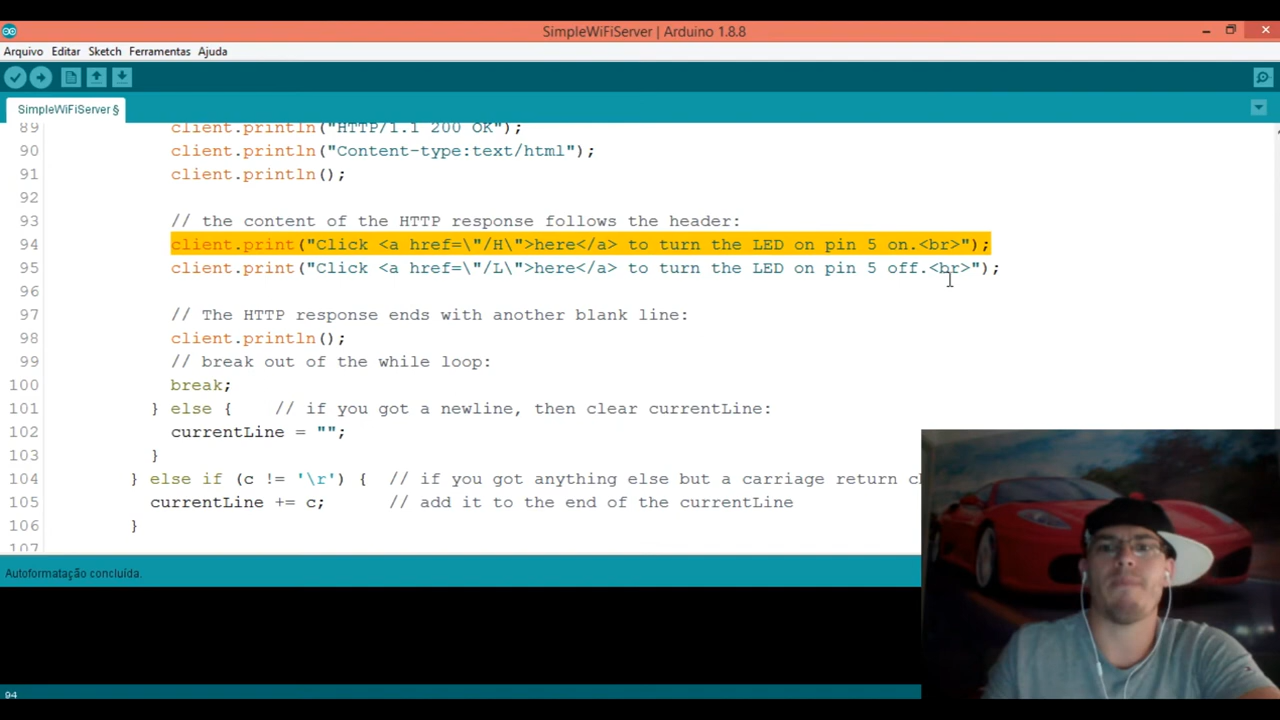 SimpleWiFiServer | Arduino 1.8.8
Arquivo Editar Sketch Ferramentas Ajuda
SimpleWiFiServer §
89 client.println("HTTP/1.1 200 OK");
90 client.println("Content-type:text/html");
91 client.println();
92
93 // the content of the HTTP response follows the header:
94 client.print("Click <a href=\"/H\">here</a> to turn the LED on pin 5 on.<br>");
95 client.print("Click <a href=\"/L\">here</a> to turn the LED on pin 5 off.<br>");
96
97 // The HTTP response ends with another blank line:
98 client.println();
99 // break out of the while loop:
100 break;
101 } else { // if you got a newline, then clear currentLine:
102 currentLine = "";
103 }
104 } else if (c != '\r') { // if you got anything else but a carriage return
105 currentLine += c; // add it to the end of the currentLine
106 }
107
Autoformatação concluída.
94